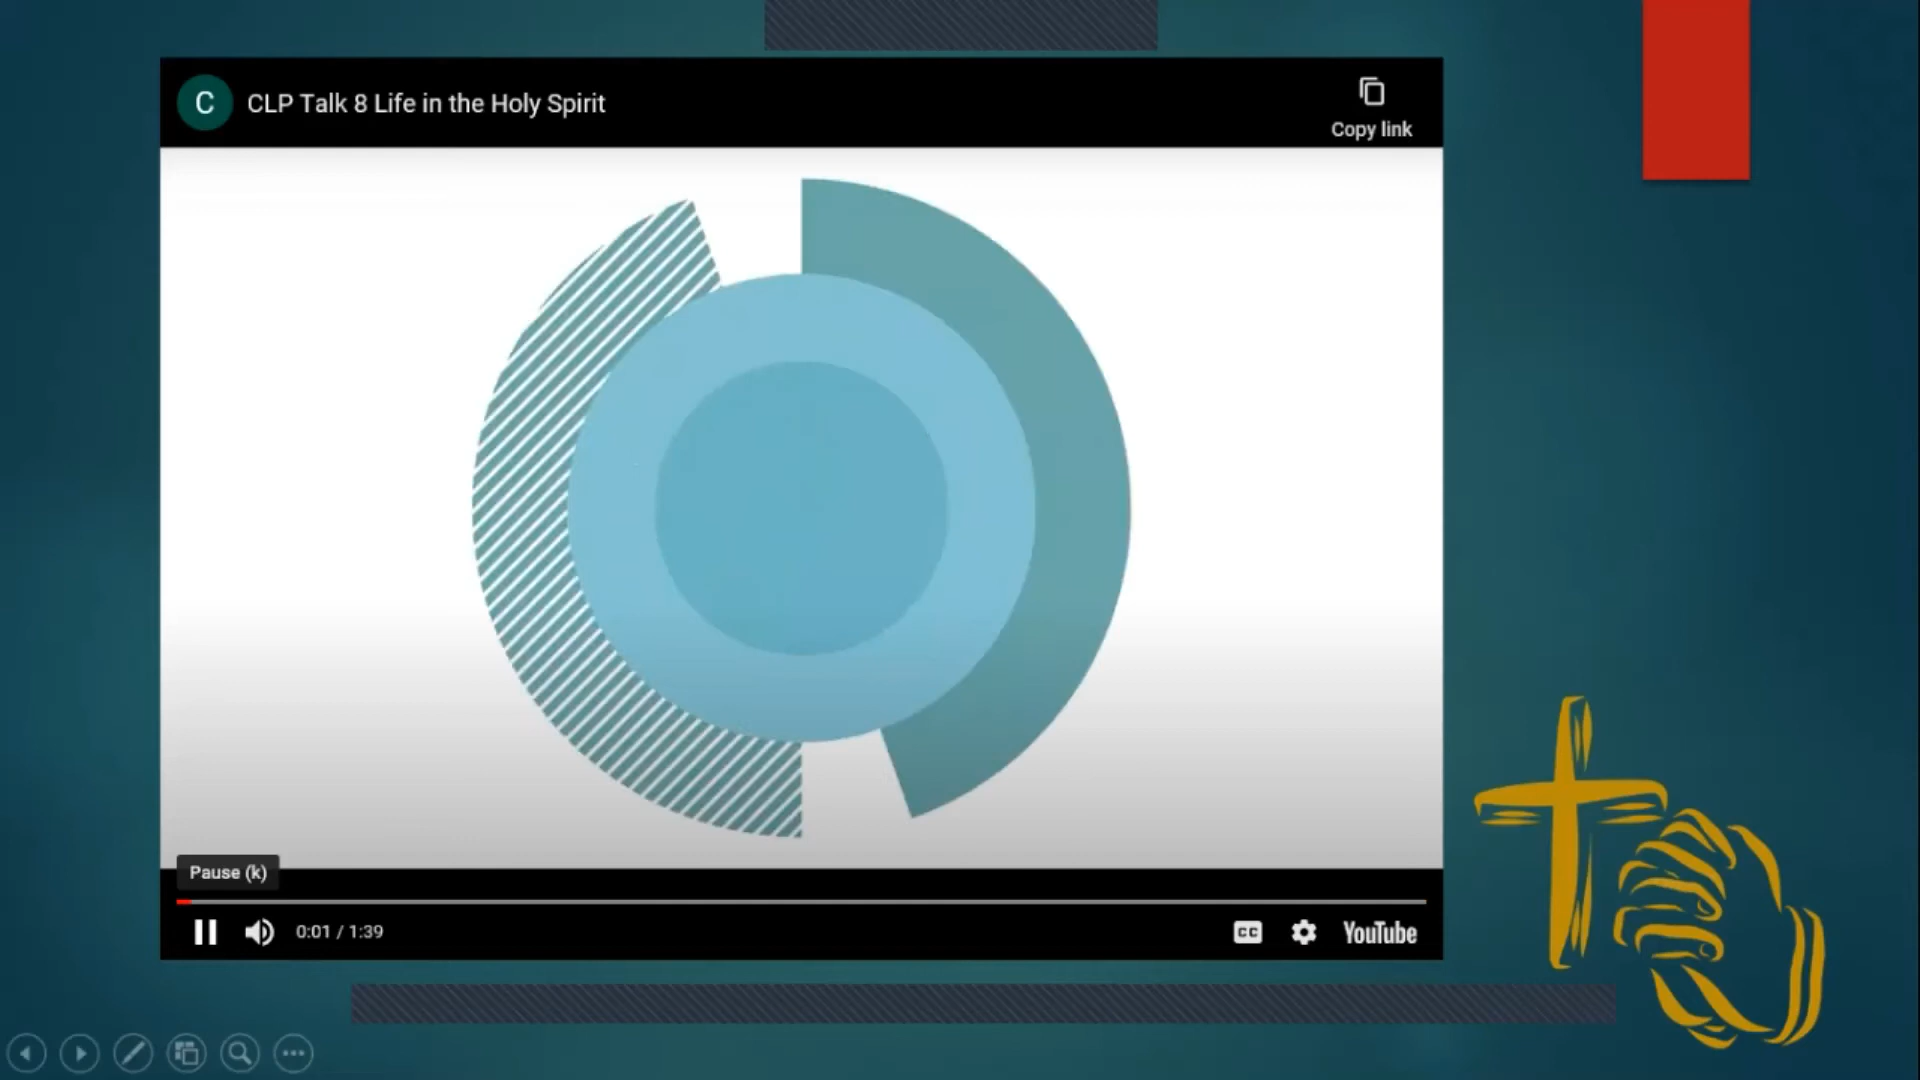 C CLP Talk 8 Life in the Holy Spirit
Copy link
Pause (k)
0:01 / 1:39
CC
YouTube